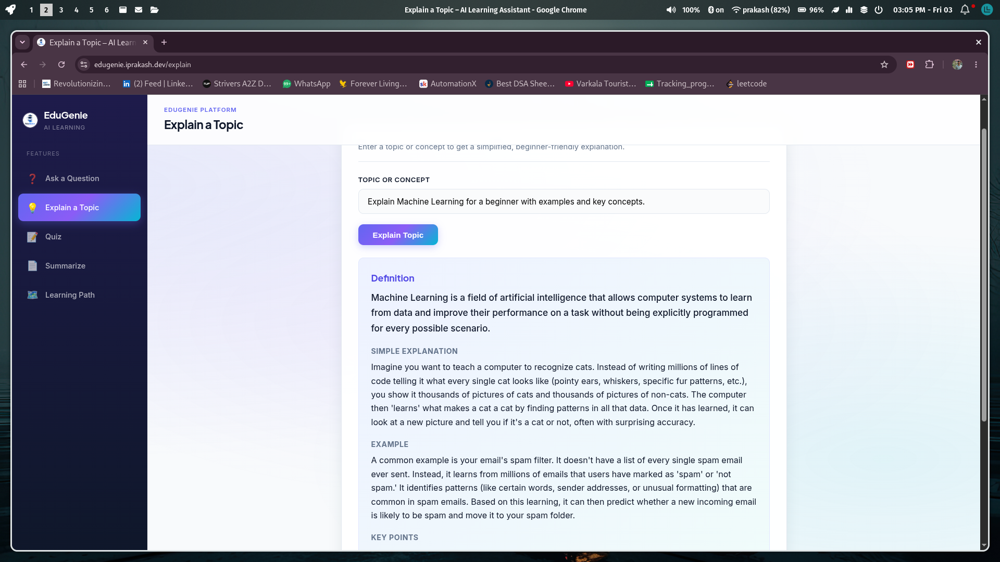 1 2 3 4 5 6
Explain a Topic – AI Learning Assistant - Google Chrome
100% on prakash (82%) 96% 03:05 PM - Fri 03
Explain a Topic – AI Learn
edugenie.iprakash.dev/explain
Revolutionizin... (2) Feed | Linke... Strivers A2Z D... WhatsApp Forever Living... AutomationX Best DSA Shee... Varkala Tourist... Tracking_prog... leetcode
EduGenie
AI LEARNING
FEATURES
Ask a Question
Explain a Topic
Quiz
Summarize
Learning Path
EDUGENIE PLATFORM
Explain a Topic
Enter a topic or concept to get a simplified, beginner-friendly explanation.
TOPIC OR CONCEPT
Explain Machine Learning for a beginner with examples and key concepts.
Explain Topic
Definition
Machine Learning is a field of artificial intelligence that allows computer systems to learn
from data and improve their performance on a task without being explicitly programmed
for every possible scenario.
SIMPLE EXPLANATION
Imagine you want to teach a computer to recognize cats. Instead of writing millions of lines of
code telling it what every single cat looks like (pointy ears, whiskers, specific fur patterns, etc.),
you show it thousands of pictures of cats and thousands of pictures of non-cats. The computer
then 'learns' what makes a cat a cat by finding patterns in all that data. Once it has learned, it can
look at a new picture and tell you if it's a cat or not, often with surprising accuracy.
EXAMPLE
A common example is your email's spam filter. It doesn't have a list of every single spam email
ever sent. Instead, it learns from millions of emails that users have marked as 'spam' or 'not
spam.' It identifies patterns (like certain words, sender addresses, or unusual formatting) that are
common in spam emails. Based on this learning, it can then predict whether a new incoming email
is likely to be spam and move it to your spam folder.
KEY POINTS